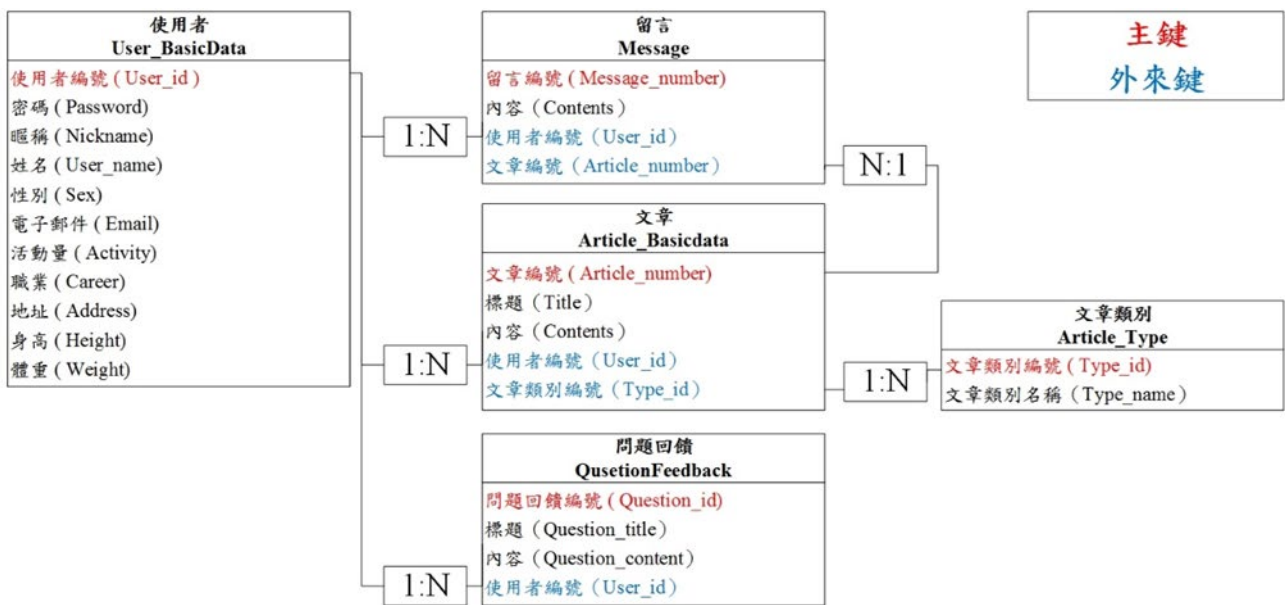 使用者
User_BasicData
使用者編號 ( User_id )
密碼 ( Password)
暱稱 ( Nickname)
姓名 ( User_name)
性別 ( Sex)
電子郵件 ( Email)
活動量 ( Activity)
職業 ( Career)
地址 ( Address)
身高 ( Height)
體重 ( Weight)
1:N
1:N
1:N
留言
Message
留言編號 ( Message_number)
內容（Contents）
使用者編號（User_id）
文章編號（Article_number）
N:1
文章
Article_Basicdata
文章編號 ( Article_number)
標題（Title）
內容（Contents）
使用者編號（User_id）
文章類別編號（Type_id）
1:N
問題回饋
QusetionFeedback
問題回饋編號 ( Question_id)
標題（Question_title）
內容（Question_content）
使用者編號（User_id）
主鍵
外來鍵
文章類別
Article_Type
文章類別編號 ( Type_id)
文章類別名稱（Type_name）